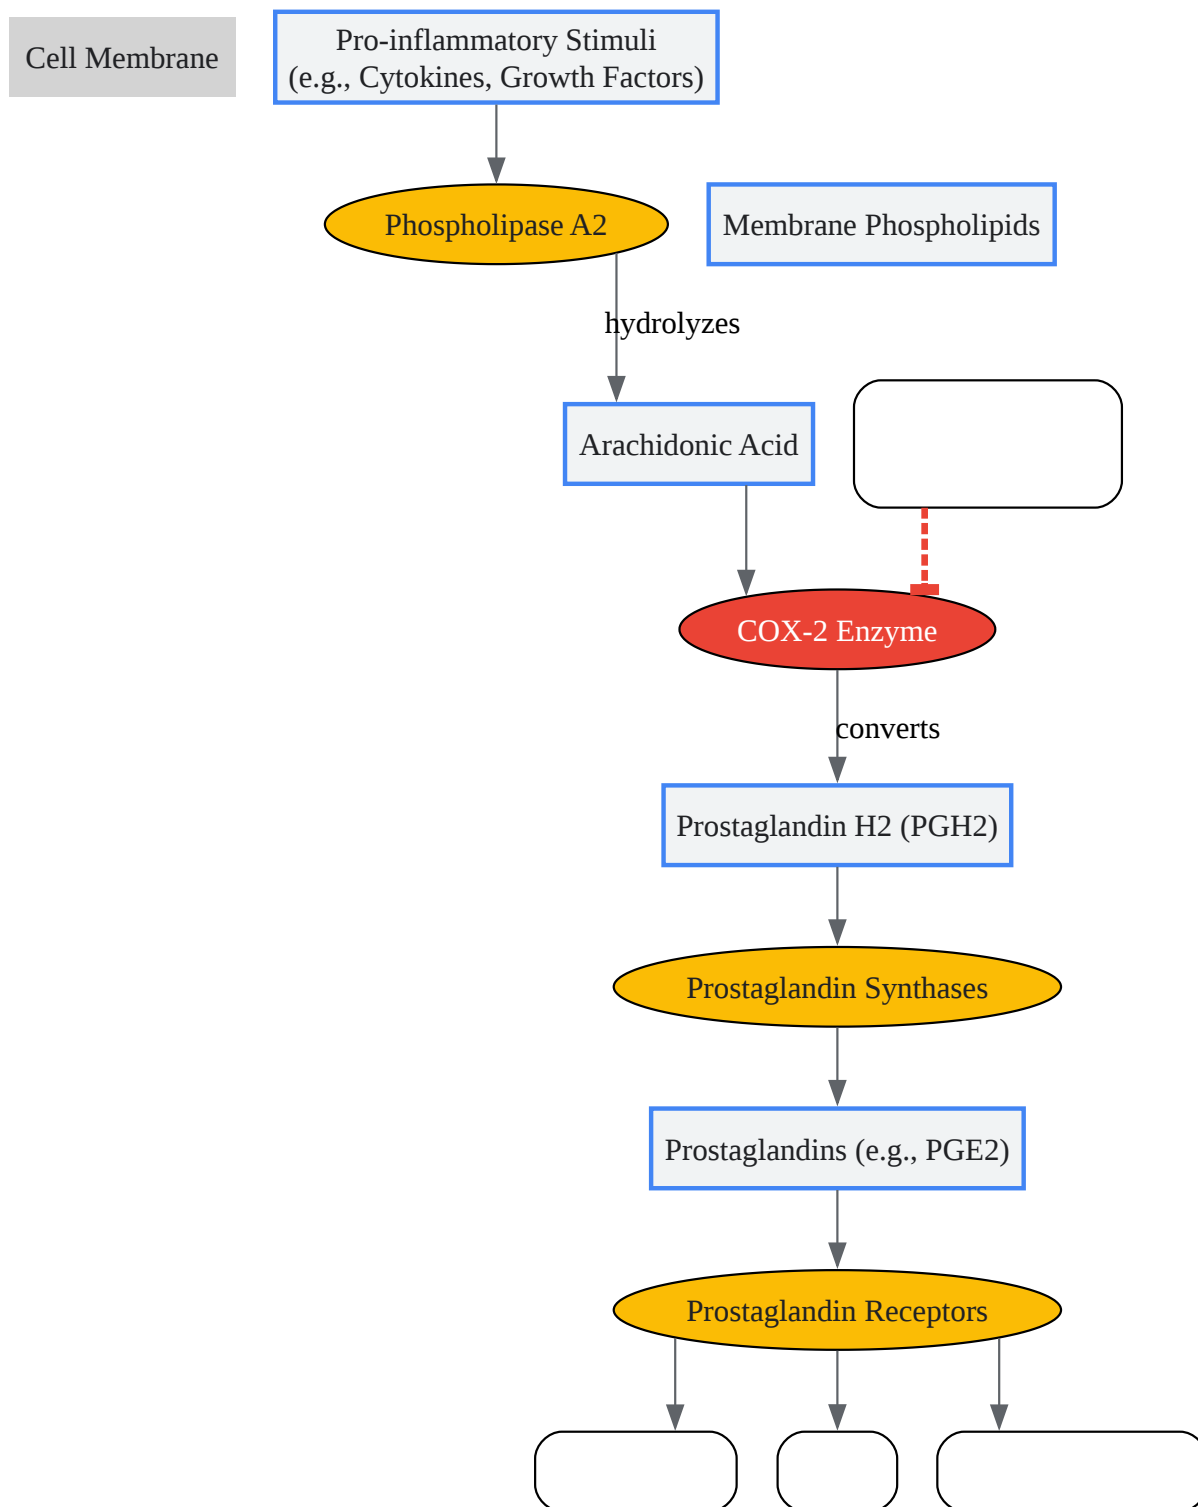 Cell Membrane
Pro-inflammatory Stimuli
(e.g., Cytokines, Growth Factors)
Phospholipase A2
Membrane Phospholipids
hydrolyzes
Arachidonic Acid
COX-2 Enzyme
converts
Prostaglandin H2 (PGH2)
Prostaglandin Synthases
Prostaglandins (e.g., PGE2)
Prostaglandin Receptors